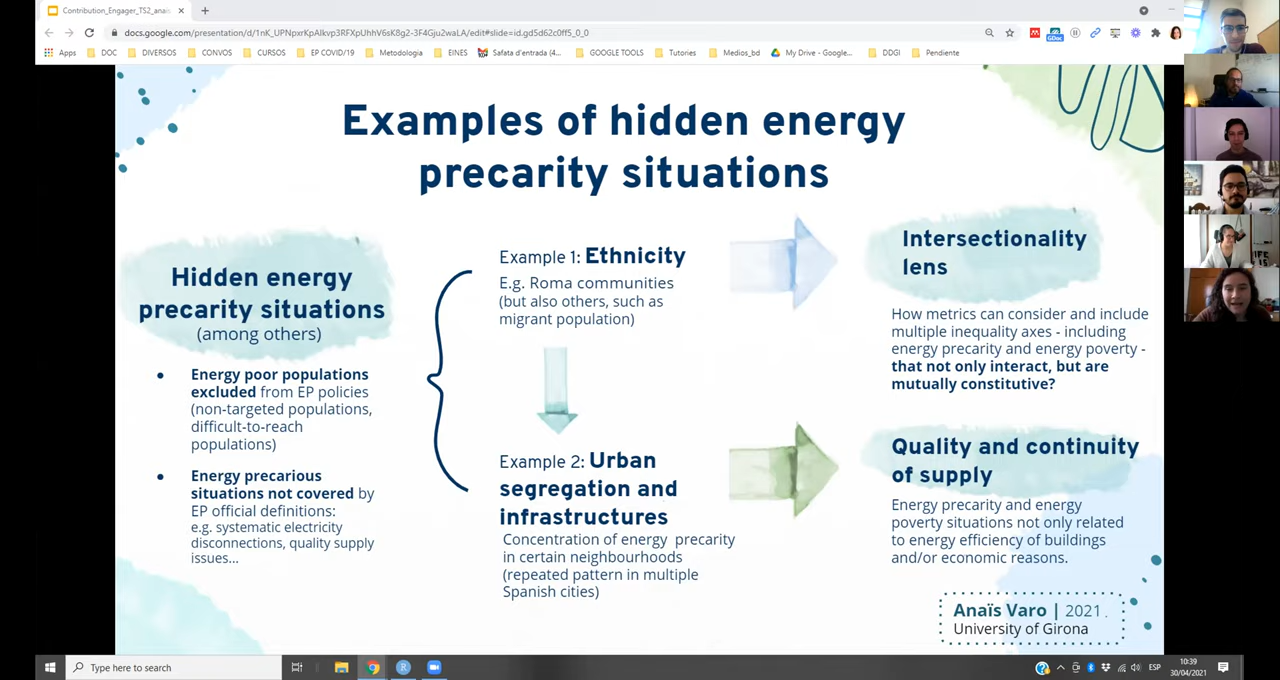 Contribution_Engager_TS2_anai
docs.google.com/presentation/d/1nK_UPNpxrKpAlkvp3RFXpUhhV6sK8g2-3F4Gju2waLA/edit#slide=id.gd5d62c0ff5_0_0
Apps
DOC
DIVERSOS
CONVOS
CURSOS
EP COVID/19
Metodologia
EINES
Safata d'entrada (4...
GOOGLE TOOLS
Tutories
Medios_bd
My Drive - Google...
DDGI
Pendiente
Examples of hidden energy
precarity situations
Hidden energy
precarity situations
(among others)
• Energy poor populations
excluded from EP policies
(non-targeted populations,
difficult-to-reach
populations)
• Energy precarious
situations not covered by
EP official definitions:
e.g. systematic electricity
disconnections, quality supply
issues...
Example 1: Ethnicity
E.g. Roma communities
(but also others, such as
migrant population)
Example 2: Urban
segregation and
infrastructures
Concentration of energy precarity
in certain neighbourhoods
(repeated pattern in multiple
Spanish cities)
Intersectionality
lens
How metrics can consider and include
multiple inequality axes - including
energy precarity and energy poverty -
that not only interact, but are
mutually constitutive?
Quality and continuity
of supply
Energy precarity and energy
poverty situations not only related
to energy efficiency of buildings
and/or economic reasons.
Anaïs Varo | 2021.
University of Girona
Type here to search
ESP
10:39
30/04/2021